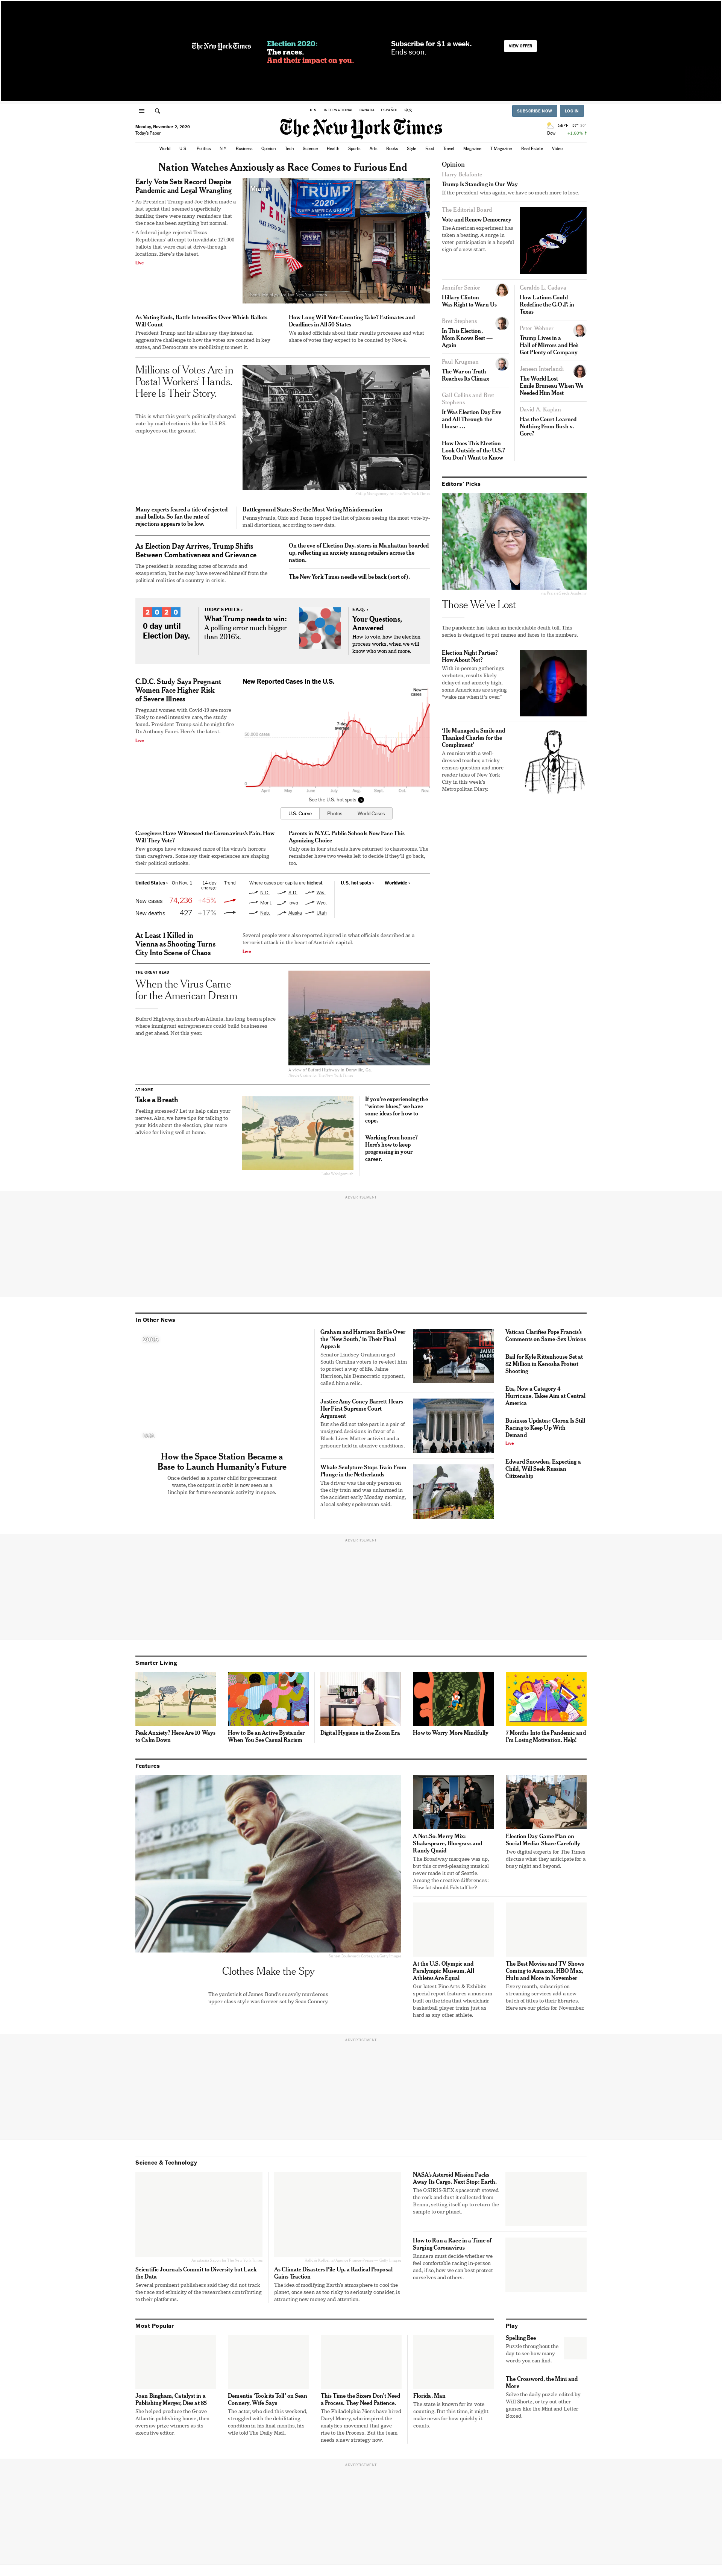 The New York Times
Election 2020:
The races.
And their impact on you.
Subscribe for $1 a week.
Ends soon.
VIEW OFFER
U.S.
INTERNATIONAL
CANADA
ESPAÑOL
中文
SUBSCRIBE NOW
LOG IN
Monday, November 2, 2020
Today's Paper
The New York Times
56°F
Dow
+1.60% ↑
World
U.S.
Politics
N.Y.
Business
Opinion
Tech
Science
Health
Sports
Arts
Books
Style
Food
Travel
Magazine
T Magazine
Real Estate
Video
Nation Watches Anxiously as Race Comes to Furious End
Early Vote Sets Record Despite
Pandemic and Legal Wrangling
• As President Trump and Joe Biden made a
last sprint that seemed superficially
familiar, there were many reminders that
the race has been anything but normal.
• A federal judge rejected Texas
Republicans' attempt to invalidate 127,000
ballots that were cast at drive-through
locations. Here's the latest.
Live
Miami
TRUMP
-2020-
KEEP AMERICA GREAT!
As Voting Ends, Battle Intensifies Over Which Ballots
Will Count
President Trump and his allies say they intend an
aggressive challenge to how the votes are counted in key
states, and Democrats are mobilizing to meet it.
How Long Will Vote Counting Take? Estimates and
Deadlines in All 50 States
We asked officials about their results processes and what
share of votes they expect to be counted by Nov. 4.
Millions of Votes Are in
Postal Workers' Hands.
Here Is Their Story.
This is what this year's politically charged
vote-by-mail election is like for U.S.P.S.
employees on the ground.
Many experts feared a tide of rejected
mail ballots. So far, the rate of
rejections appears to be low.
Battleground States See the Most Voting Misinformation
Pennsylvania, Ohio and Texas topped the list of places seeing the most vote-by-
mail distortions, according to new data.
As Election Day Arrives, Trump Shifts
Between Combativeness and Grievance
The president is sounding notes of bravado and
exasperation, but he may have severed himself from the
political realities of a country in crisis.
On the eve of Election Day, stores in Manhattan boarded
up, reflecting an anxiety among retailers across the
nation.
The New York Times needle will be back (sort of).
2 0 2 0
0 day until
Election Day.
TODAY'S POLLS ›
What Trump needs to win:
A polling error much bigger
than 2016's.
F.A.Q. ›
Your Questions,
Answered
How to vote, how the election
process works, when we will
know who won and more.
C.D.C. Study Says Pregnant
Women Face Higher Risk
of Severe Illness
Pregnant women with Covid-19 are more
likely to need intensive care, the study
found. President Trump said he might fire
Dr. Anthony Fauci. Here's the latest.
Live
New Reported Cases in the U.S.
New
cases
7-day
average
50,000 cases
0
April
May
June
July
Aug.
Sept.
Oct.
Nov.
See the U.S. hot spots
U.S. Curve
Photos
World Cases
Caregivers Have Witnessed the Coronavirus's Pain. How
Will They Vote?
Few groups have witnessed more of the virus's horrors
than caregivers. Some say their experiences are shaping
their political outlooks.
Parents in N.Y.C. Public Schools Now Face This
Agonizing Choice
Only one in four students have returned to classrooms. The
remainder have two weeks left to decide if they'll go back,
too.
United States ›
On Nov. 1
14-day
change
Trend
New cases
74,236
+45%
New deaths
427
+17%
Where cases per capita are highest
N.D.
S.D.
Wis.
Mont.
Iowa
Wyo.
Neb.
Alaska
Utah
U.S. hot spots ›
Worldwide ›
At Least 1 Killed in
Vienna as Shooting Turns
City Into Scene of Chaos
Several people were also reported injured in what officials described as a
terrorist attack in the heart of Austria's capital.
Live
THE GREAT READ
When the Virus Came
for the American Dream
Buford Highway, in suburban Atlanta, has long been a place
where immigrant entrepreneurs could build businesses
and get ahead. Not this year.
A view of Buford Highway in Doraville, Ga.
AT HOME
Take a Breath
Feeling stressed? Let us help calm your
nerves. Also, we have tips for talking to
your kids about the election, plus more
advice for living well at home.
If you're experiencing the
"winter blues," we have
some ideas for how to
cope.
Working from home?
Here's how to keep
progressing in your
career.
Opinion
Harry Belafonte
Trump Is Standing in Our Way
If the president wins again, we have so much more to lose.
The Editorial Board
Vote and Renew Democracy
The American experiment has
taken a beating. A surge in
voter participation is a hopeful
sign of a new start.
Jennifer Senior
Hillary Clinton
Was Right to Warn Us
Bret Stephens
In This Election,
Mom Knows Best —
Again
Paul Krugman
The War on Truth
Reaches Its Climax
Gail Collins and Bret
Stephens
It Was Election Day Eve
and All Through the
House …
How Does This Election
Look Outside of the U.S.?
You Don't Want to Know
Geraldo L. Cadava
How Latinos Could
Redefine the G.O.P. in
Texas
Peter Wehner
Trump Lives in a
Hall of Mirrors and He's
Got Plenty of Company
Jeneen Interlandi
The World Lost
Emile Bruneau When We
Needed Him Most
David A. Kaplan
Has the Court Learned
Nothing From Bush v.
Gore?
Editors' Picks
Those We've Lost
The pandemic has taken an incalculable death toll. This
series is designed to put names and faces to the numbers.
Election Night Parties?
How About Not?
With in-person gatherings
verboten, results likely
delayed and anxiety high,
some Americans are saying
"wake me when it's over."
'He Managed a Smile and
Thanked Charles for the
Compliment'
A reunion with a well-
dressed teacher, a tricky
census question and more
reader tales of New York
City in this week's
Metropolitan Diary.
ADVERTISEMENT
In Other News
NASA
How the Space Station Became a
Base to Launch Humanity's Future
Once derided as a poster child for government
waste, the outpost in orbit is now seen as a
linchpin for future economic activity in space.
Graham and Harrison Battle Over
the 'New South,' in Their Final
Appeals
Senator Lindsey Graham urged
South Carolina voters to re-elect him
to protect a way of life. Jaime
Harrison, his Democratic opponent,
called him a relic.
Justice Amy Coney Barrett Hears
Her First Supreme Court
Argument
But she did not take part in a pair of
unsigned decisions in favor of a
Black Lives Matter activist and a
prisoner held in abusive conditions.
Whale Sculpture Stops Train From
Plunge in the Netherlands
The driver was the only person on
the city train and was unharmed in
the accident early Monday morning,
a local safety spokesman said.
Vatican Clarifies Pope Francis's
Comments on Same-Sex Unions
Bail for Kyle Rittenhouse Set at
$2 Million in Kenosha Protest
Shooting
Eta, Now a Category 4
Hurricane, Takes Aim at Central
America
Business Updates: Clorox Is Still
Racing to Keep Up With
Demand
Live
Edward Snowden, Expecting a
Child, Will Seek Russian
Citizenship
ADVERTISEMENT
Smarter Living
Peak Anxiety? Here Are 10 Ways
to Calm Down
How to Be an Active Bystander
When You See Casual Racism
Digital Hygiene in the Zoom Era
How to Worry More Mindfully
7 Months Into the Pandemic and
I'm Losing Motivation. Help!
Features
Clothes Make the Spy
The yardstick of James Bond's suavely murderous
upper-class style was forever set by Sean Connery.
A Not-So-Merry Mix:
Shakespeare, Bluegrass and
Randy Quaid
The Broadway marquee was up,
but this crowd-pleasing musical
never made it out of Seattle.
Among the creative differences:
How fat should Falstaff be?
Election Day Game Plan on
Social Media: Share Carefully
Two digital experts for The Times
discuss what they anticipate for a
busy night and beyond.
At the U.S. Olympic and
Paralympic Museum, All
Athletes Are Equal
Our latest Fine Arts & Exhibits
special report features a museum
built on the idea that wheelchair
basketball player-trains just as
hard as any other athlete.
The Best Movies and TV Shows
Coming to Amazon, HBO Max,
Hulu and More in November
Every month, subscription
streaming services add a new
batch of titles to their libraries.
Here are our picks for November.
ADVERTISEMENT
Science & Technology
Scientific Journals Commit to Diversity but Lack
the Data
Several prominent publishers said they did not track
the race and ethnicity of the researchers contributing
to their platforms.
As Climate Disasters Pile Up, a Radical Proposal
Gains Traction
The idea of modifying Earth's atmosphere to cool the
planet, once seen as too risky to seriously consider, is
attracting new money and attention.
NASA's Asteroid Mission Packs
Away Its Cargo. Next Stop: Earth.
The OSIRIS-REX spacecraft stowed
the rock and dust it collected from
Bennu, setting itself up to return the
sample to our planet.
How to Run a Race in a Time of
Surging Coronavirus
Runners must decide whether we
feel comfortable racing in-person
and, if so, how we can best protect
ourselves and others.
Most Popular
Joan Bingham, Catalyst in a
Publishing Merger, Dies at 85
She helped produce the Grove
Atlantic publishing house, then
oversaw prize winners as its
executive editor.
Dementia 'Took its Toll' on Sean
Connery, Wife Says
The actor, who died this weekend,
struggled with the debilitating
condition in his final months, his
wife told The Daily Mail.
This Time the Sixers Don't Need
a Process. They Need Patience.
The Philadelphia 76ers have hired
Daryl Morey, who inspired the
analytics movement that gave
rise to the Process. But the team
needs a new strategy now.
Florida, Man
The state is known for its vote
counting. But this time, it might
make news for how quickly it
counts.
Play
Spelling Bee
Puzzle throughout the
day to see how many
words you can find.
The Crossword, the Mini and
More
Solve the daily puzzle edited by
Will Shortz, or try out other
games like the Mini and Letter
Boxed.
ADVERTISEMENT